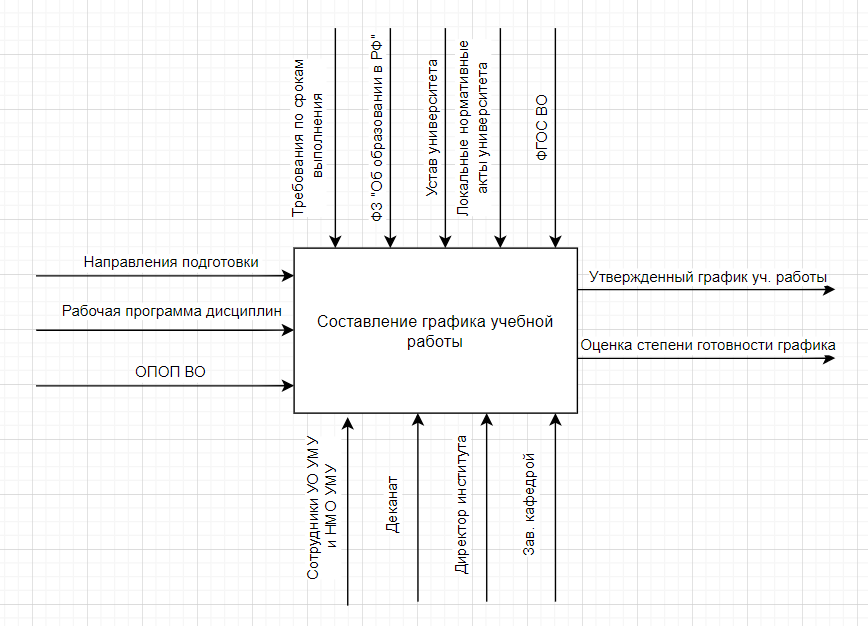 Требования по срокам
выполнения
ФЗ "Об образовании в РФ"
Устав университета
Локальные нормативные
акты университета
ФГОС ВО
Направления подготовки
Рабочая программа дисциплин
ОПОП ВО
Составление графика учебной
работы
Утвержденный график уч. работы
Оценка степени готовности графика
Сотрудники УО УМУ
и НМО УМУ
Деканат
Директор института
Зав. кафедрой